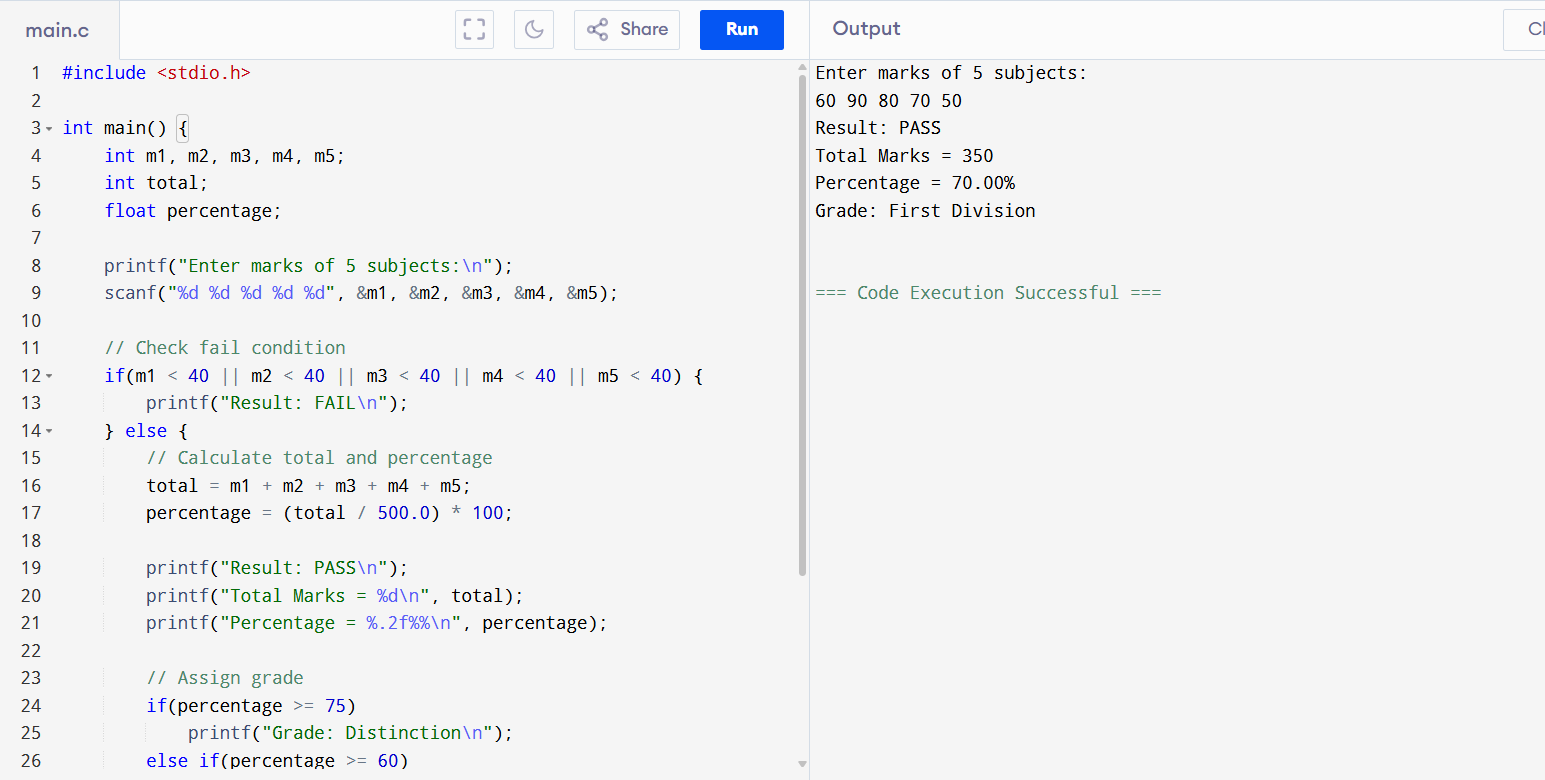 main.c
Share
Run
Output
1 #include <stdio.h>
2
3 int main() {
4     int m1, m2, m3, m4, m5;
5     int total;
6     float percentage;
7
8     printf("Enter marks of 5 subjects:\n");
9     scanf("%d %d %d %d %d", &m1, &m2, &m3, &m4, &m5);
10
11     // Check fail condition
12     if(m1 < 40 || m2 < 40 || m3 < 40 || m4 < 40 || m5 < 40) {
13         printf("Result: FAIL\n");
14     } else {
15         // Calculate total and percentage
16         total = m1 + m2 + m3 + m4 + m5;
17         percentage = (total / 500.0) * 100;
18
19         printf("Result: PASS\n");
20         printf("Total Marks = %d\n", total);
21         printf("Percentage = %.2f%%\n", percentage);
22
23         // Assign grade
24         if(percentage >= 75)
25             printf("Grade: Distinction\n");
26         else if(percentage >= 60)
Enter marks of 5 subjects:
60 90 80 70 50
Result: PASS
Total Marks = 350
Percentage = 70.00%
Grade: First Division
=== Code Execution Successful ===